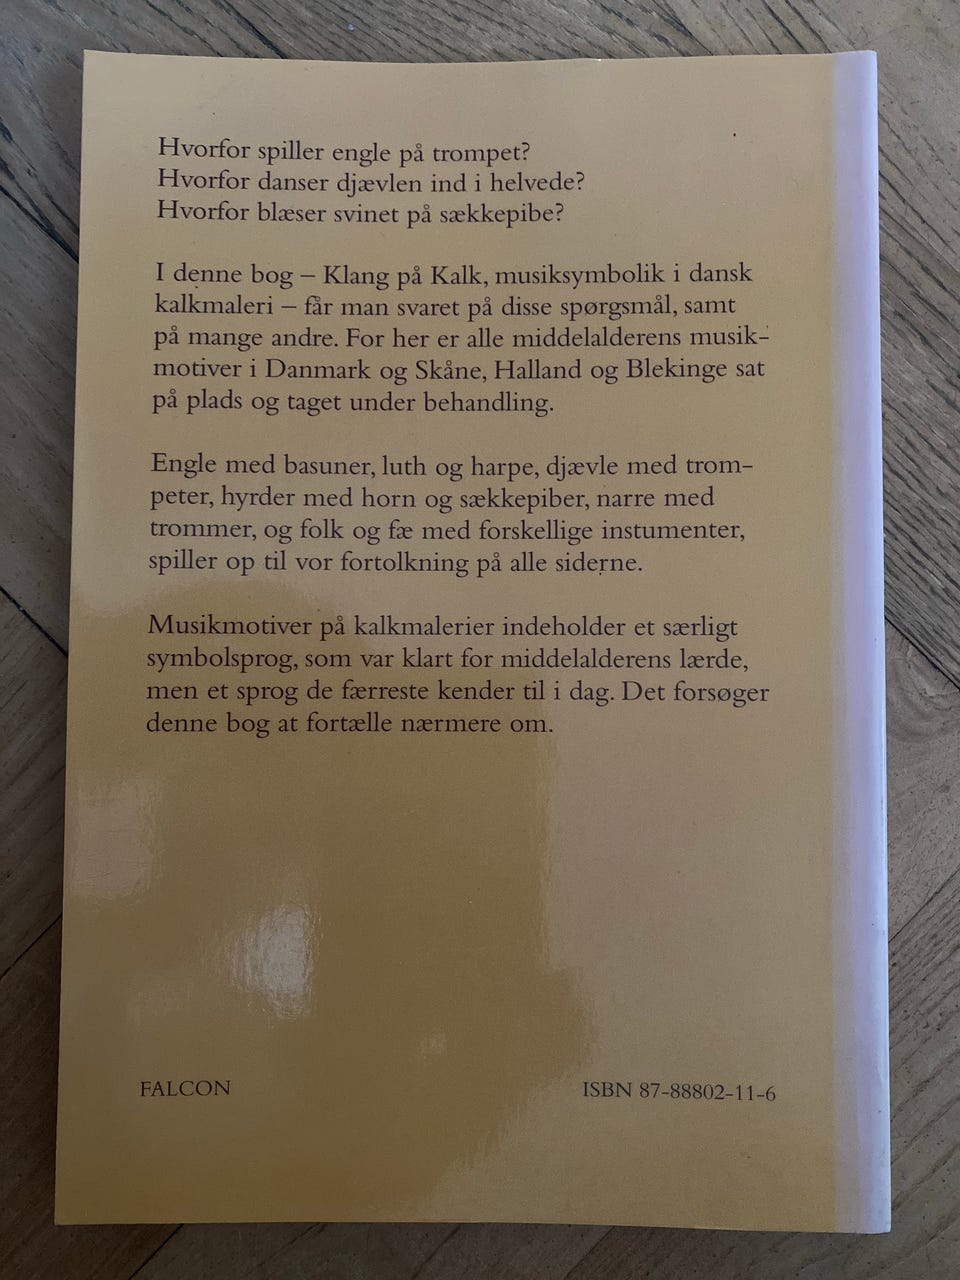 Hvorfor spiller engle på trompet?
Hvorfor danser djævlen ind i helvede?
Hvorfor blæser svinet på sækkepibe?
I denne bog – Klang på Kalk, musiksymbolik i dansk
kalkmaleri – får man svaret på disse spørgsmål, samt
på mange andre. For her er alle middelalderens musik-
motiver i Danmark og Skåne, Halland og Blekinge sat
på plads og taget under behandling.
Engle med basuner, luth og harpe, djævle med trom-
peter, hyrder med horn og sækkepiber, narre med
trommer, og folk og fæ med forskellige instumenter,
spiller op til vor fortolkning på alle siderne.
Musikmotiver på kalkmalerier indeholder et særligt
symbolsprog, som var klart for middelalderens lærde,
men et sprog de færreste kender til i dag. Det forsøger
denne bog at fortælle nærmere om.
FALCON
ISBN 87-88802-11-6